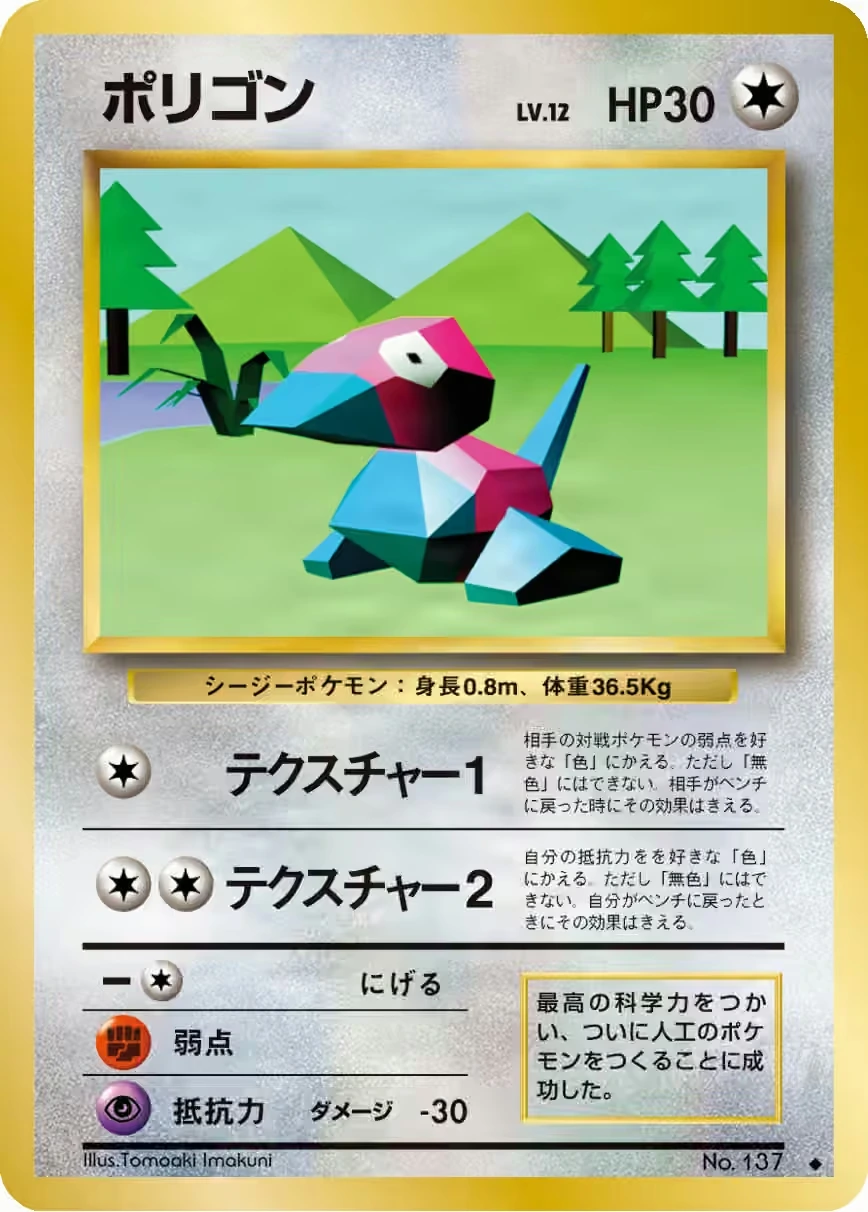 ポリゴン LV.12 HP30
シージーポケモン：身長0.8m、体重36.5Kg
テクスチャー1
相手の対戦ポケモンの弱点を好
きな「色」にかえる。ただし「無
色」にはできない。相手がベンチ
に戻った時にその効果はきえる。
テクスチャー2
自分の抵抗力をを好きな「色」
にかえる。ただし「無色」にはで
きない。自分がベンチに戻ったと
きにその効果はきえる。
にげる
弱点
抵抗力 ダメージ -30
最高の科学力をつか
い、ついに人工のポケ
モンをつくることに成
功した。
Illus.Tomoaki Imakuni
No. 137